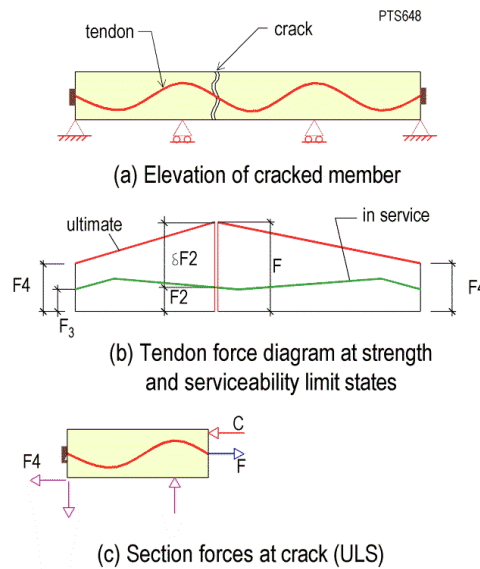 PTS648
tendon
crack
(a) Elevation of cracked member
ultimate
in service
δF2
F
F4
F2
F4
F3
(b) Tendon force diagram at strength
and serviceability limit states
C
F4
F
(c) Section forces at crack (ULS)